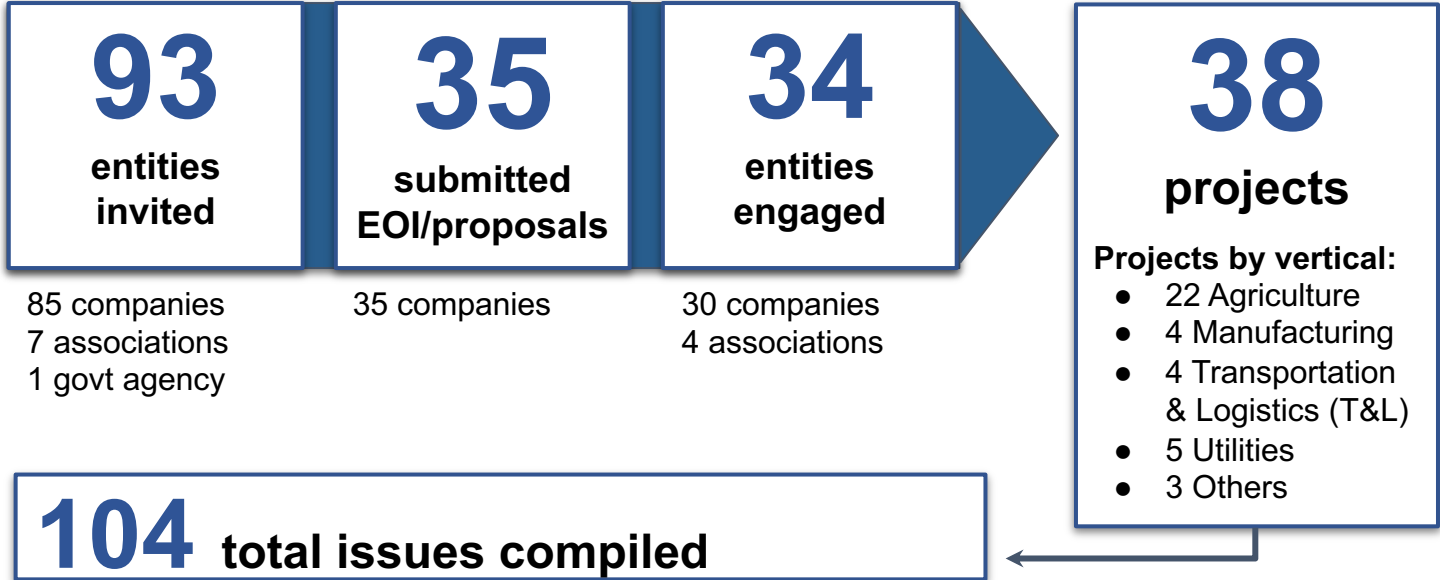 93
entities
invited
85 companies
7 associations
1 govt agency
35
submitted
EOI/proposals
35 companies
34
entities
engaged
30 companies
4 associations
38
projects
Projects by vertical:
● 22 Agriculture
● 4 Manufacturing
● 4 Transportation
& Logistics (T&L)
● 5 Utilities
● 3 Others
104 total issues compiled